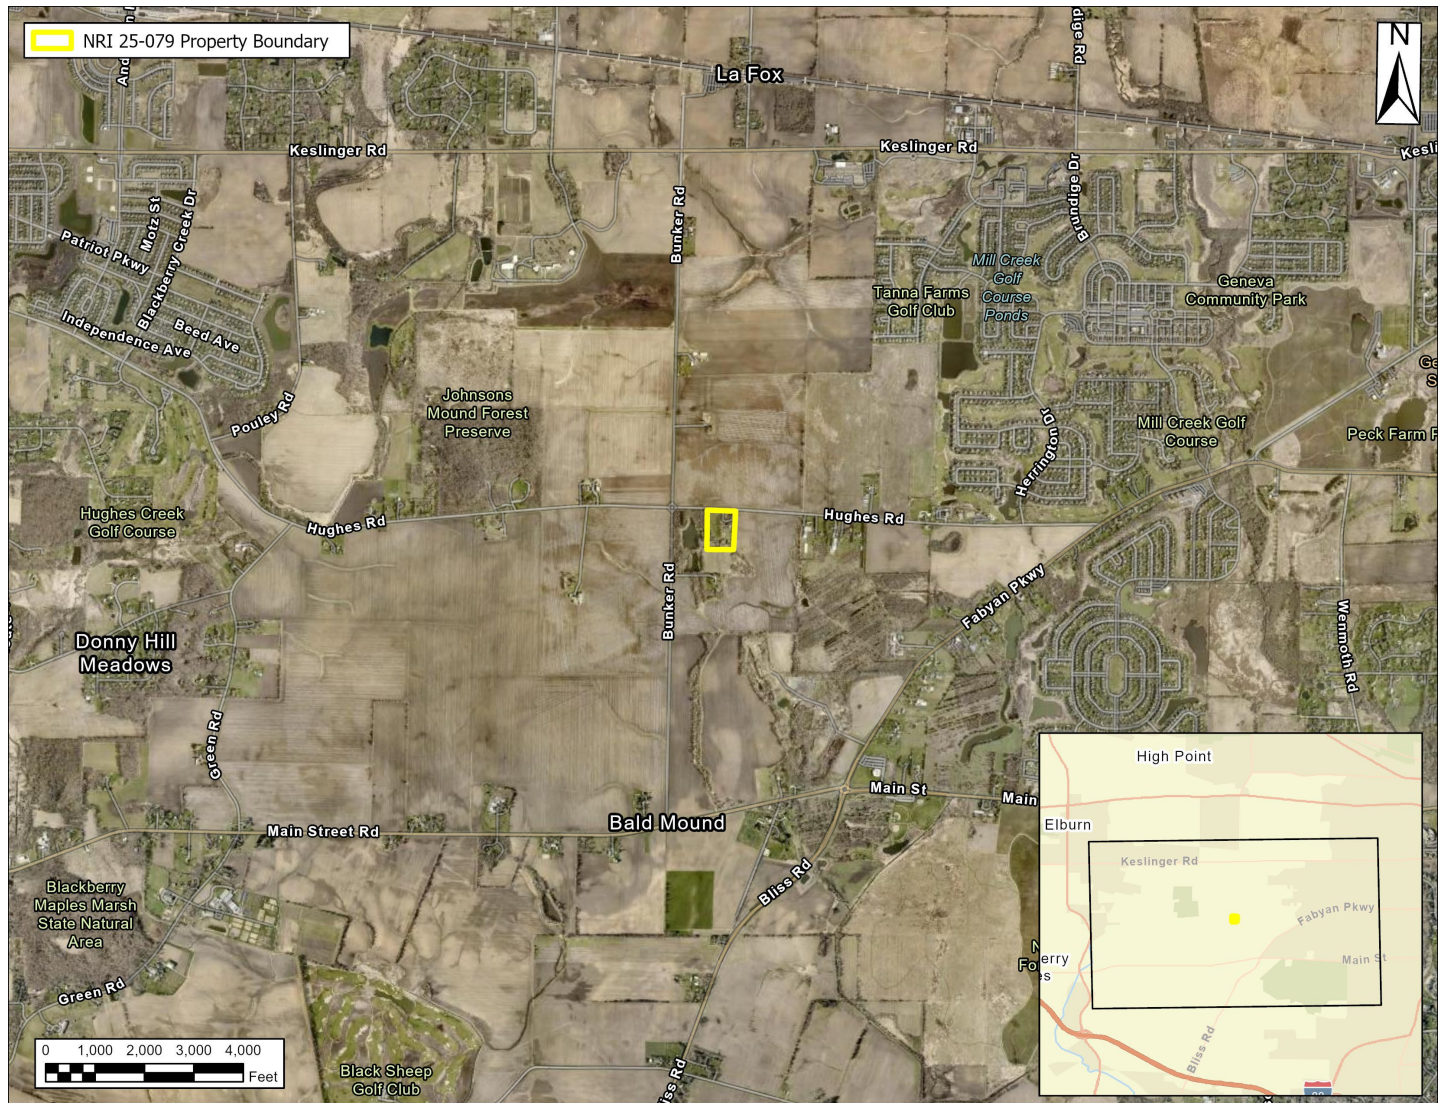 NRI 25-079 Property Boundary
N
La Fox
Keslinger Rd
Keslinger Rd
Bunker Rd
Brundige Dr
Motz St
Blackberry Creek Dr
Patriot Pkwy
Independence Ave
Beed Ave
Mill Creek
Golf
Course
Ponds
Tanna Farms
Golf Club
Geneva
Community Park
Johnsons
Mound Forest
Preserve
Pouley Rd
Herrington Dr
Mill Creek Golf
Course
Peck Farm
Hughes Creek
Golf Course
Hughes Rd
Hughes Rd
Bunker Rd
Fabyan Pkwy
Wenmoth Rd
Donny Hill
Meadows
Green Rd
Main St
Main
Main Street Rd
Bald Mound
Bliss Rd
Blackberry
Maples Marsh
State Natural
Area
Green Rd
Black Sheep
Golf Club
0 1,000 2,000 3,000 4,000
Feet
High Point
Elburn
Keslinger Rd
Fabyan Pkwy
Main St
Bliss Rd